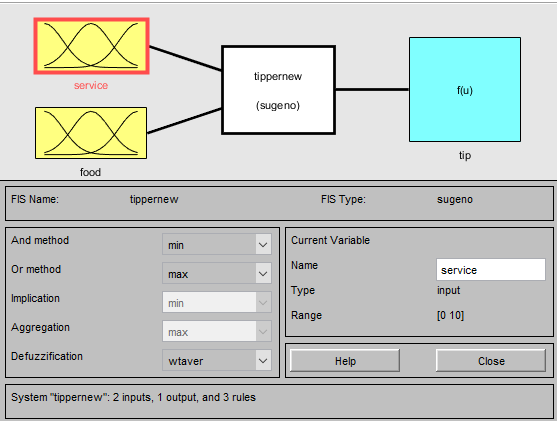 service
food
tippernew
(sugeno)
f(u)
tip
FIS Name: tippernew FIS Type: sugeno
And method min
Or method max
Implication min
Aggregation max
Defuzzification wtaver
Current Variable
Name service
Type input
Range [0 10]
Help Close
System "tippernew": 2 inputs, 1 output, and 3 rules